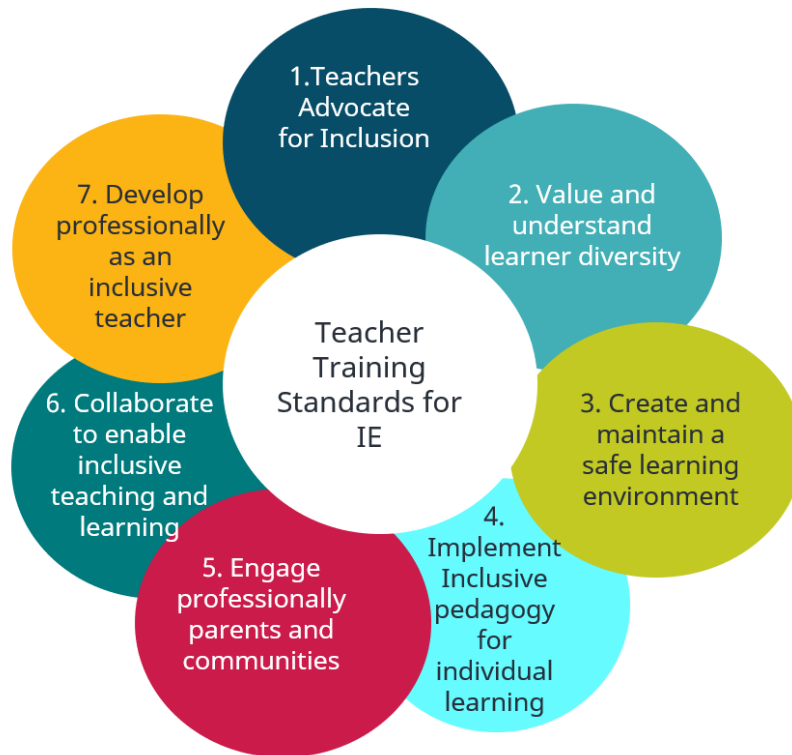 1.Teachers
Advocate
for Inclusion
2. Value and
understand
learner diversity
3. Create and
maintain a
safe learning
environment
4.
Implement
Inclusive
pedagogy
for
individual
learning
5. Engage
professionally
parents and
communities
6. Collaborate
to enable
inclusive
teaching and
learning
7. Develop
professionally
as an
inclusive
teacher
Teacher
Training
Standards for
IE